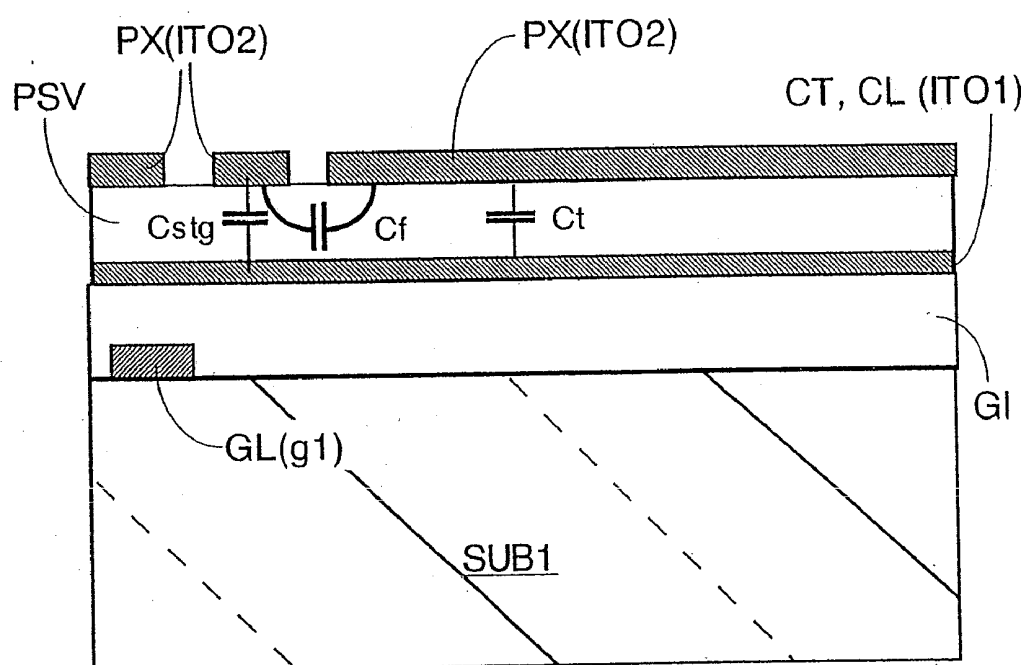 PX(ITO2)
PX(ITO2)
PSV
CT, CL (ITO1)
Cstg
Cf
Ct
GI
GL(g1)
SUB1